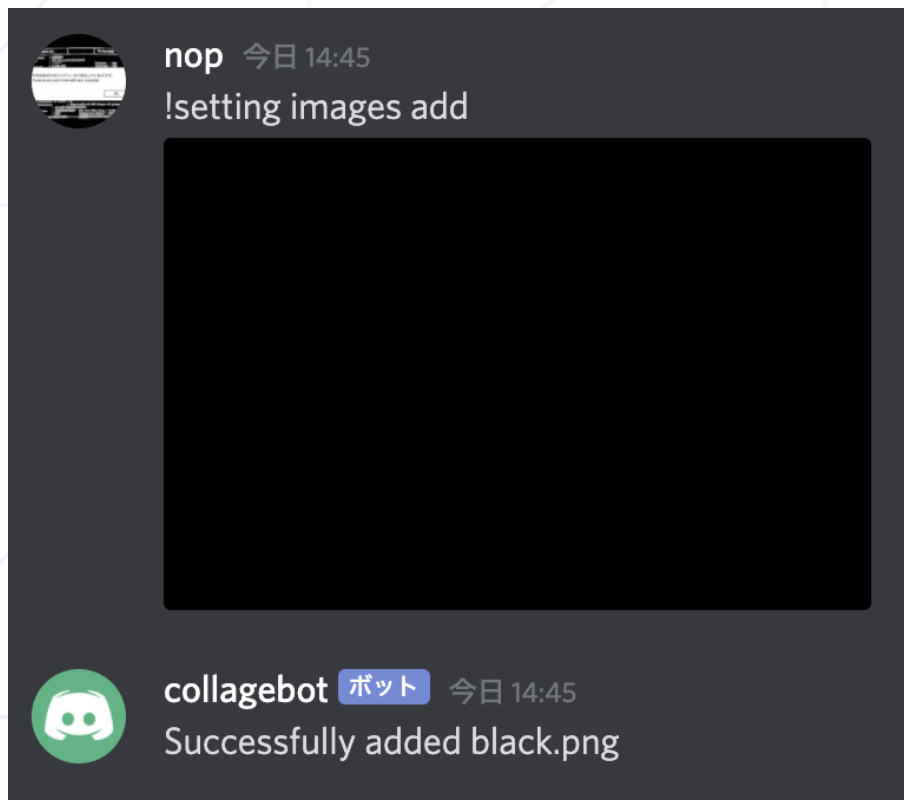 nop 今日 14:45
!setting images add
collagebot ボット 今日 14:45
Successfully added black.png